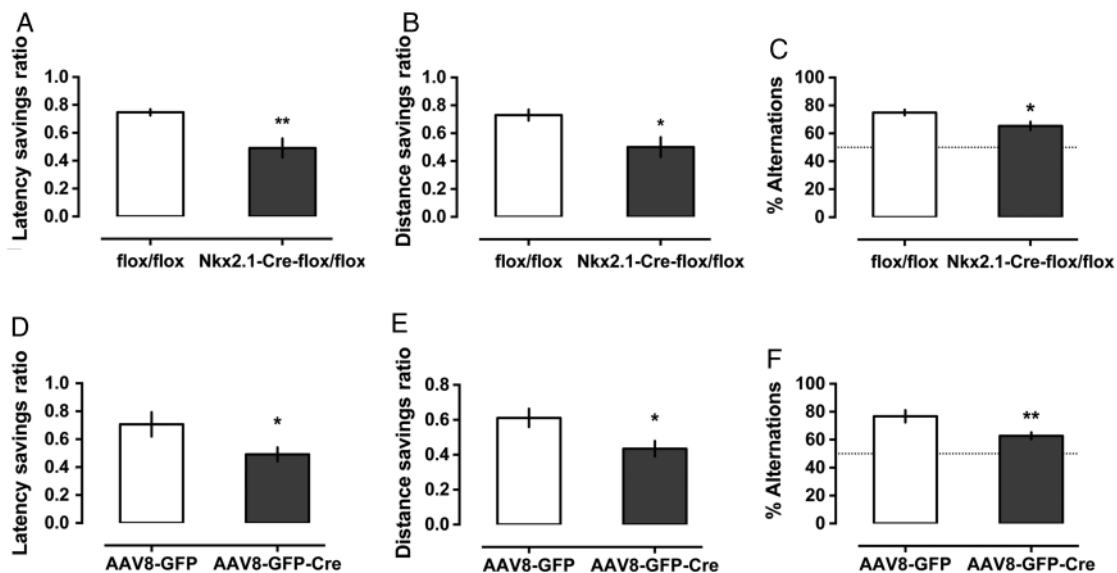 A
Latency savings ratio
1.0
0.8
0.6
0.4
0.2
0.0
**
flox/flox
Nkx2.1-Cre-flox/flox
B
Distance savings ratio
1.0
0.8
0.6
0.4
0.2
0.0
*
flox/flox
Nkx2.1-Cre-flox/flox
C
% Alternations
100
80
60
40
20
0
*
flox/flox
Nkx2.1-Cre-flox/flox
D
Latency savings ratio
1.0
0.8
0.6
0.4
0.2
0.0
*
AAV8-GFP
AAV8-GFP-Cre
E
Distance savings ratio
0.8
0.6
0.4
0.2
0.0
*
AAV8-GFP
AAV8-GFP-Cre
F
% Alternations
100
80
60
40
20
0
**
AAV8-GFP
AAV8-GFP-Cre